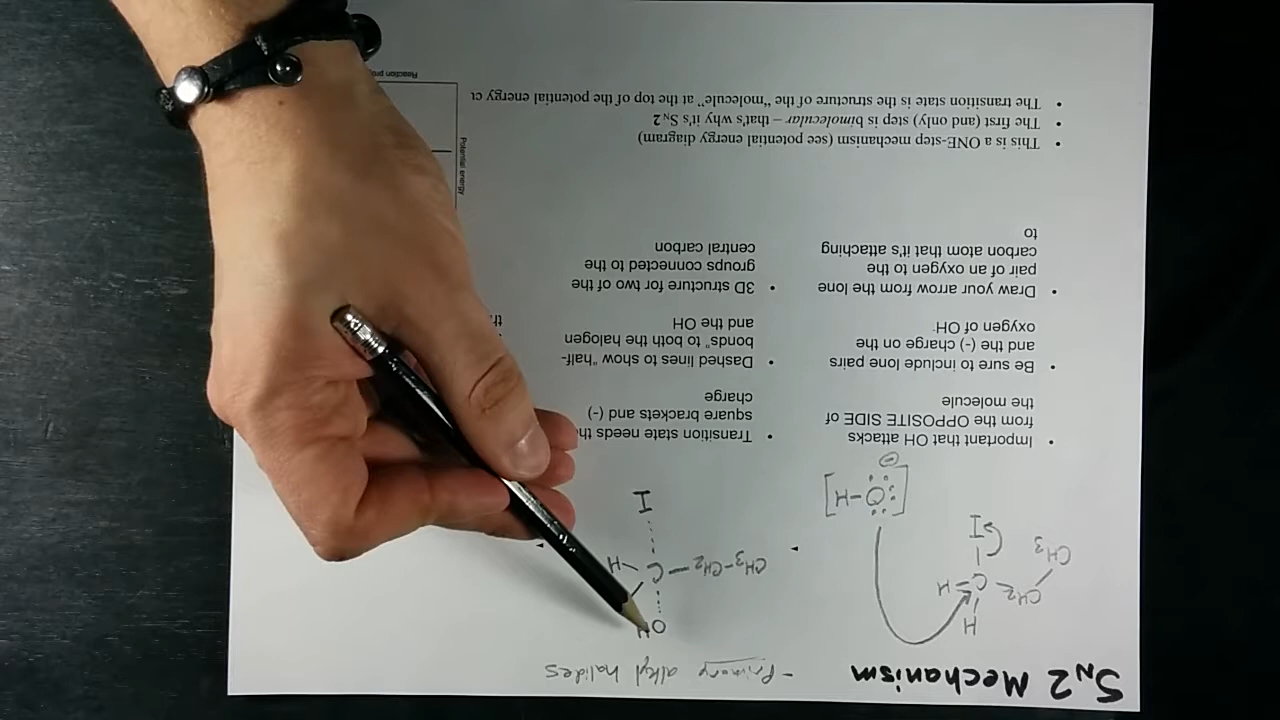 SN2 Mechanism
- Primary alkyl halides
H
CH2 C H
CH3
I
[O-H]
⊖
OH
CH3-CH2 — C H
I
• Important that OH attacks
from the OPPOSITE SIDE of
the molecule
• Be sure to include lone pairs
and the (-) charge on the
oxygen of OH-
• Draw your arrow from the lone
pair of an oxygen to the
carbon atom that it's attaching
to
• Transition state needs
square brackets and (-)
charge
• Dashed lines to show "half-
bonds" to both the halogen
and the OH
• 3D structure for two of the
groups connected to the
central carbon
• This is a ONE-step mechanism (see potential energy diagram)
• The first (and only) step is bimolecular – that's why it's SN2
• The transition state is the structure of the "molecule" at the top of the potential energy
Potential energy
Reaction